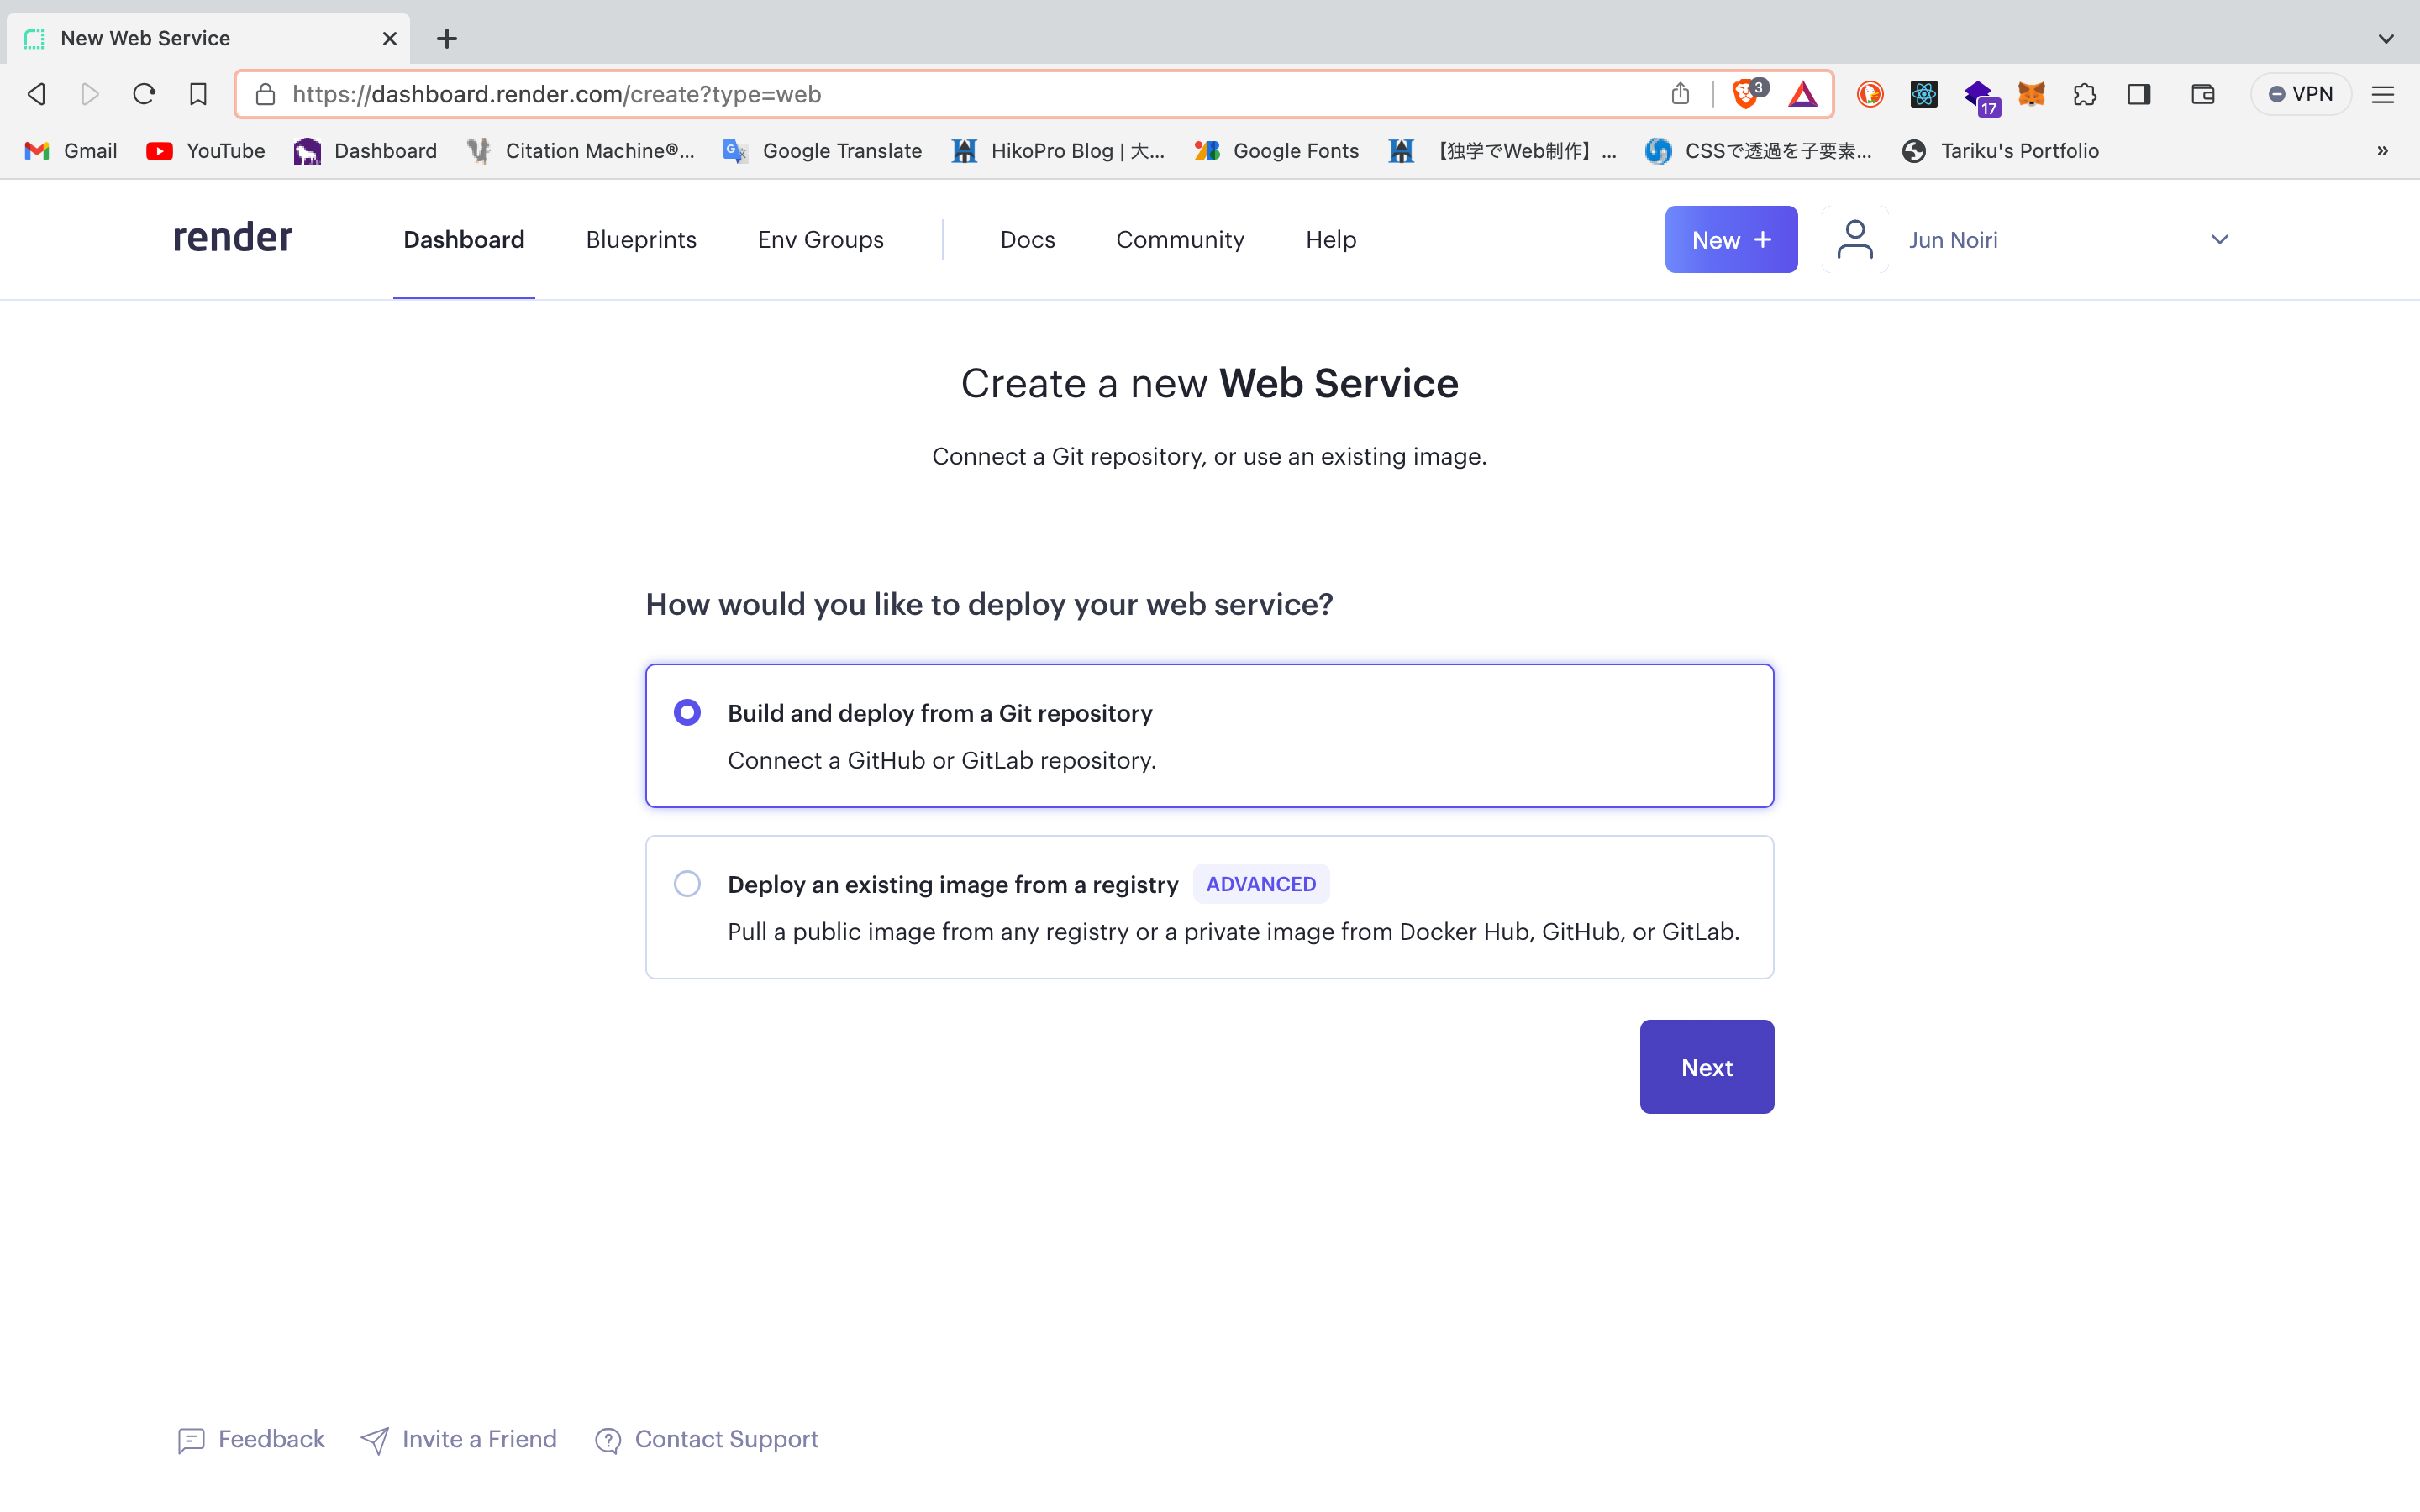 New Web Service
https://dashboard.render.com/create?type=web
3
17
VPN
Gmail
YouTube
Dashboard
Citation Machine®...
Google Translate
HikoPro Blog | 大...
Google Fonts
【独学でWeb制作】...
CSSで透過を子要素...
Tariku's Portfolio
»
render
Dashboard
Blueprints
Env Groups
Docs
Community
Help
New +
Jun Noiri
Create a new Web Service
Connect a Git repository, or use an existing image.
How would you like to deploy your web service?
Build and deploy from a Git repository
Connect a GitHub or GitLab repository.
Deploy an existing image from a registry ADVANCED
Pull a public image from any registry or a private image from Docker Hub, GitHub, or GitLab.
Next
Feedback
Invite a Friend
Contact Support